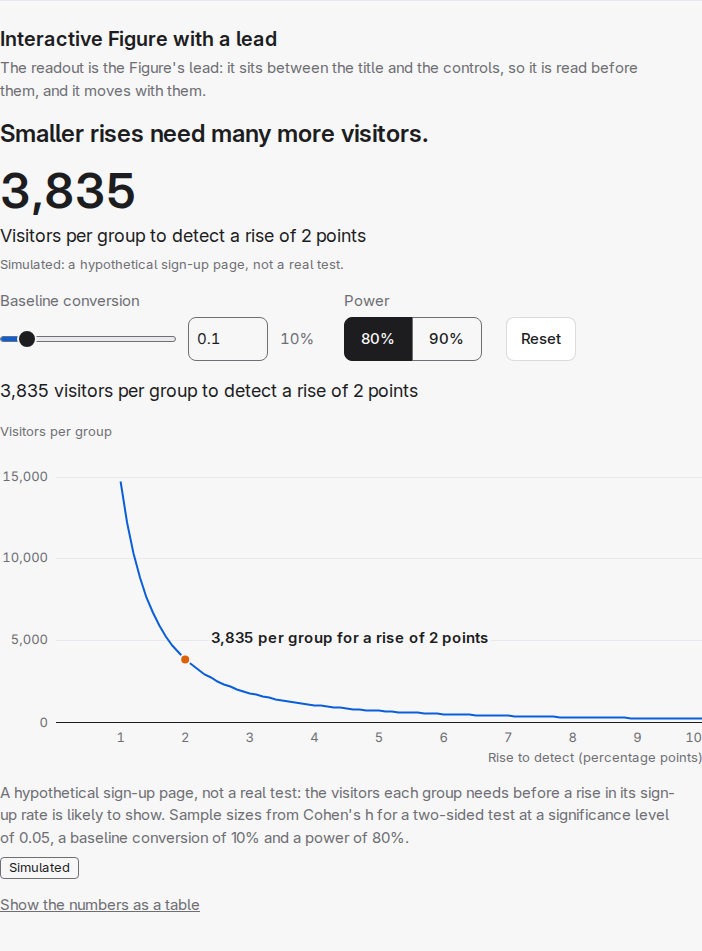 Interactive Figure with a lead
The readout is the Figure's lead: it sits between the title and the controls, so it is read before
them, and it moves with them.
Smaller rises need many more visitors.
3,835
Visitors per group to detect a rise of 2 points
Simulated: a hypothetical sign-up page, not a real test.
Baseline conversion
Power
0.1
10%
80%
90%
Reset
3,835 visitors per group to detect a rise of 2 points
Visitors per group
15,000
10,000
5,000
3,835 per group for a rise of 2 points
0
1 2 3 4 5 6 7 8 9 10
Rise to detect (percentage points)
A hypothetical sign-up page, not a real test: the visitors each group needs before a rise in its sign-
up rate is likely to show. Sample sizes from Cohen's h for a two-sided test at a significance level
of 0.05, a baseline conversion of 10% and a power of 80%.
Simulated
Show the numbers as a table